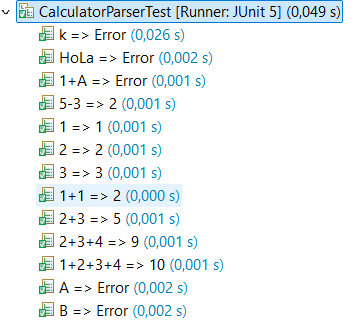 CalculatorParserTest [Runner: JUnit 5] (0,049 s)
k => Error (0,026 s)
HoLa => Error (0,002 s)
1+A => Error (0,001 s)
5-3 => 2 (0,001 s)
1 => 1 (0,001 s)
2 => 2 (0,001 s)
3 => 3 (0,001 s)
1+1 => 2 (0,000 s)
2+3 => 5 (0,001 s)
2+3+4 => 9 (0,001 s)
1+2+3+4 => 10 (0,001 s)
A => Error (0,002 s)
B => Error (0,002 s)